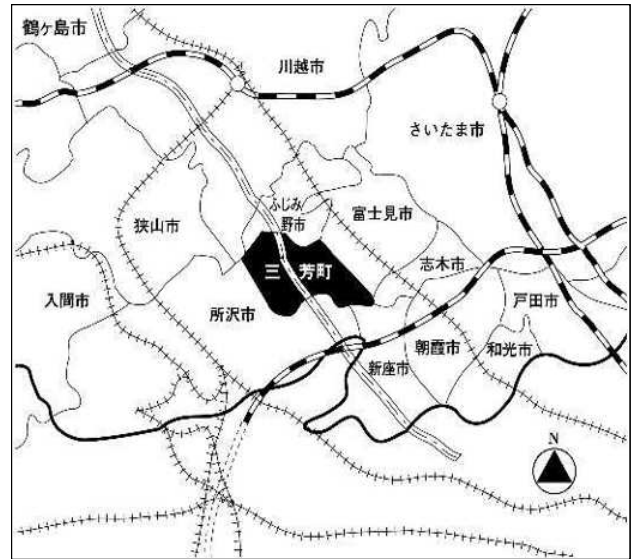 鶴ヶ島市
川越市
さいたま市
ふじみ
野市
富士見市
狭山市
三 芳町
志木市
入間市
所沢市
戸田市
新座市
朝霞市
和光市
N